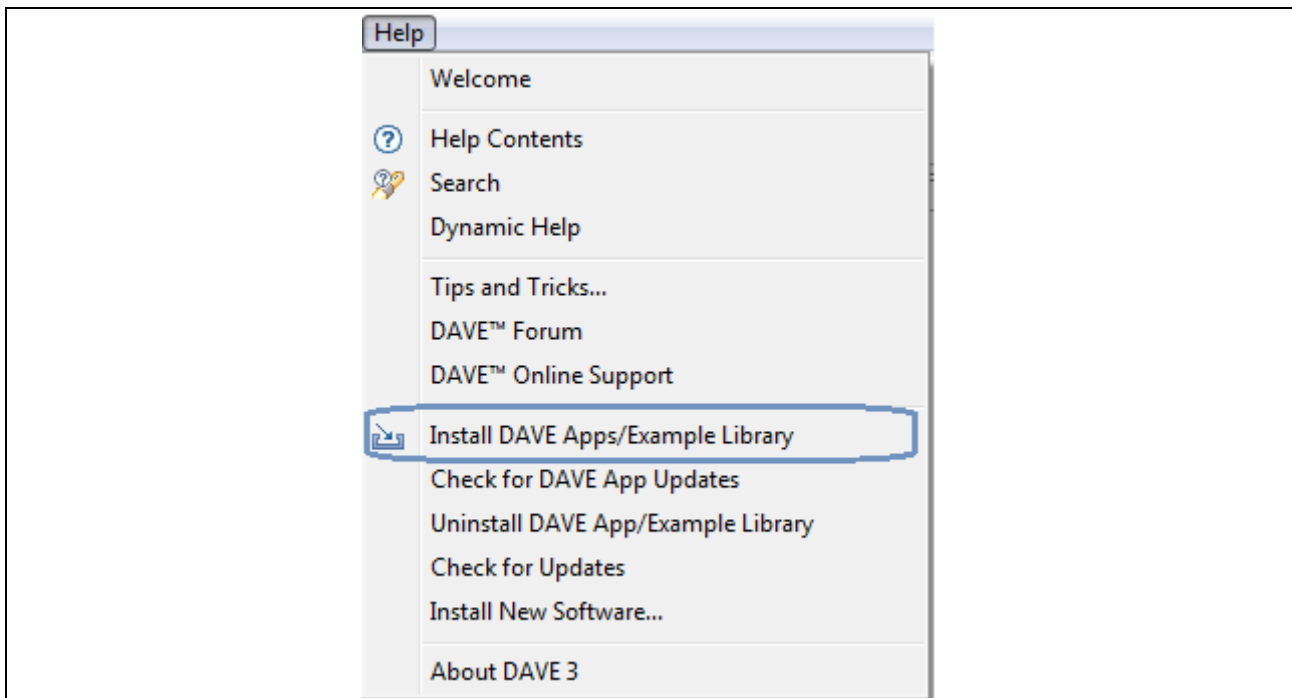 Help
Welcome
Help Contents
Search
Dynamic Help
Tips and Tricks...
DAVE™ Forum
DAVE™ Online Support
Install DAVE Apps/Example Library
Check for DAVE App Updates
Uninstall DAVE App/Example Library
Check for Updates
Install New Software...
About DAVE 3